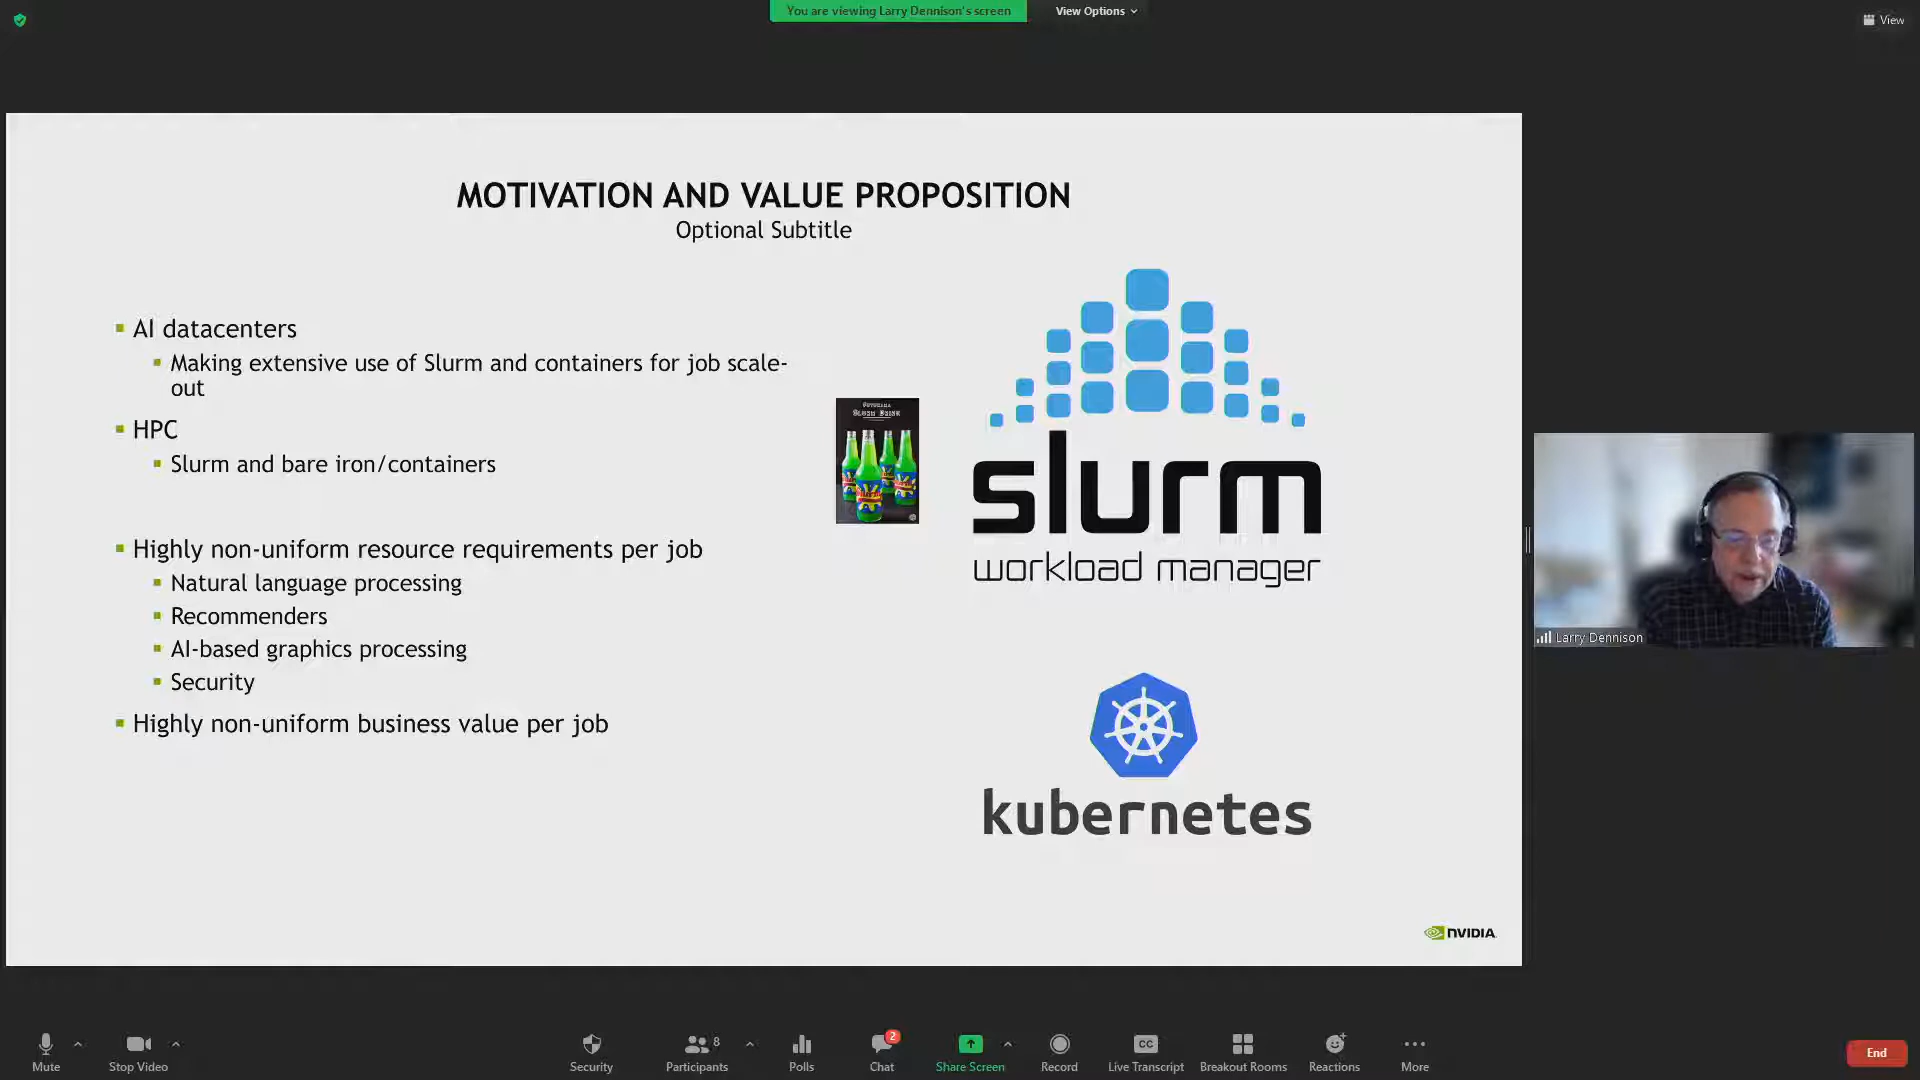 You are viewing Larry Dennison's screen
View Options
View
MOTIVATION AND VALUE PROPOSITION
Optional Subtitle
AI datacenters
Making extensive use of Slurm and containers for job scale-
out
HPC
Slurm and bare iron/containers
Highly non-uniform resource requirements per job
Natural language processing
Recommenders
AI-based graphics processing
Security
Highly non-uniform business value per job
FUTURAMA
SLURM DRINK
slurm
workload manager
kubernetes
NVIDIA
Larry Dennison
Mute
Stop Video
Security
8
Participants
Polls
2
Chat
Share Screen
Record
CC
Live Transcript
Breakout Rooms
Reactions
More
End